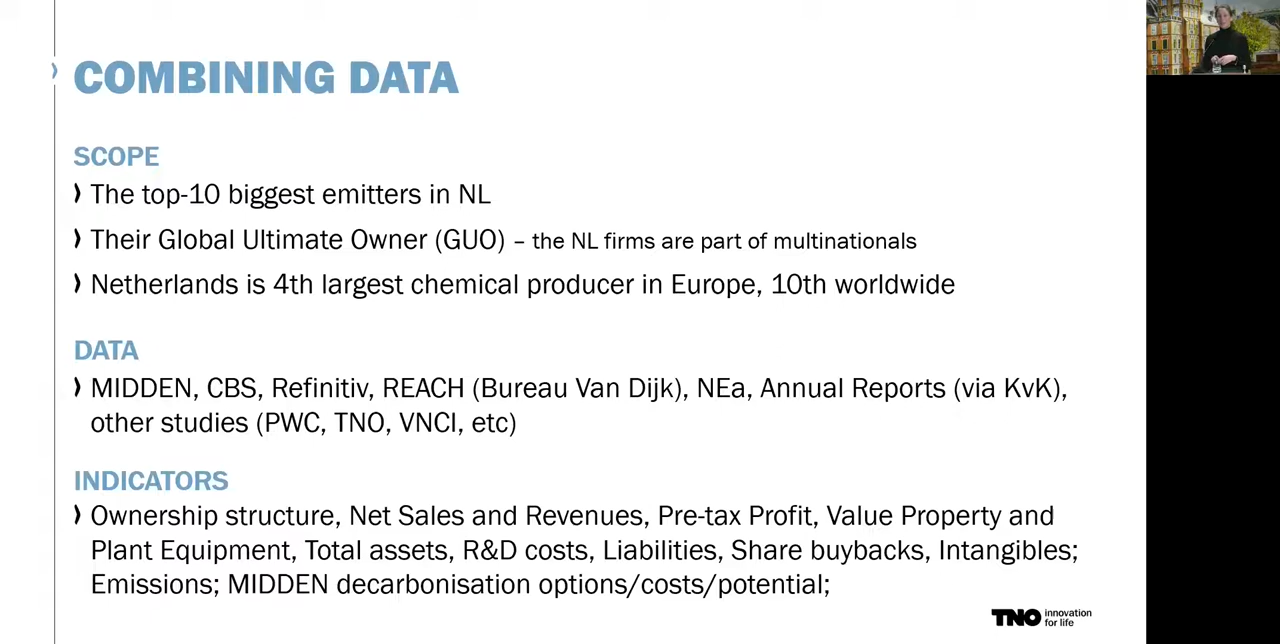 COMBINING DATA
SCOPE
The top-10 biggest emitters in NL
Their Global Ultimate Owner (GUO) – the NL firms are part of multinationals
Netherlands is 4th largest chemical producer in Europe, 10th worldwide
DATA
MIDDEN, CBS, Refinitiv, REACH (Bureau Van Dijk), NEa, Annual Reports (via KvK),
other studies (PWC, TNO, VNCI, etc)
INDICATORS
Ownership structure, Net Sales and Revenues, Pre-tax Profit, Value Property and
Plant Equipment, Total assets, R&D costs, Liabilities, Share buybacks, Intangibles;
Emissions; MIDDEN decarbonisation options/costs/potential;
TNO innovation
for life